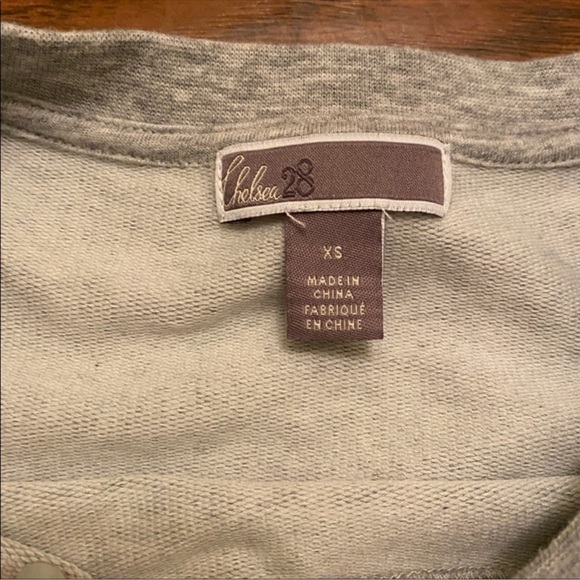 Chelsea28
XS
MADE IN
CHINA
FABRIQUÉ
EN CHINE